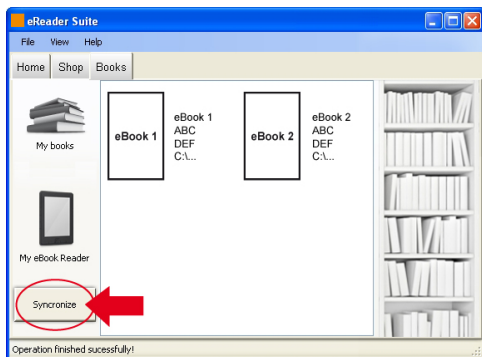 eReader Suite
File View Help
Home Shop Books
My books
eBook 1
eBook 1
ABC
DEF
C:\...
eBook 2
eBook 2
ABC
DEF
C:\...
My eBook Reader
Syncronize
Operation finished sucessfully!